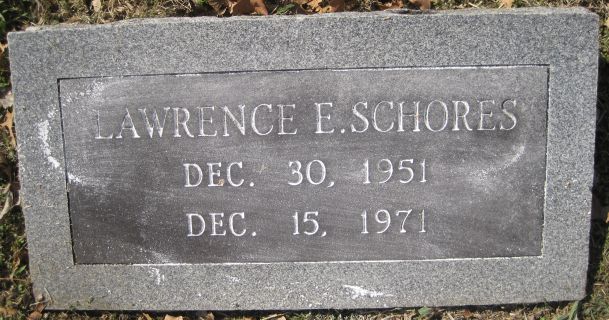 LAWRENCE E. SCHORES
DEC. 30, 1951
DEC. 15, 1971